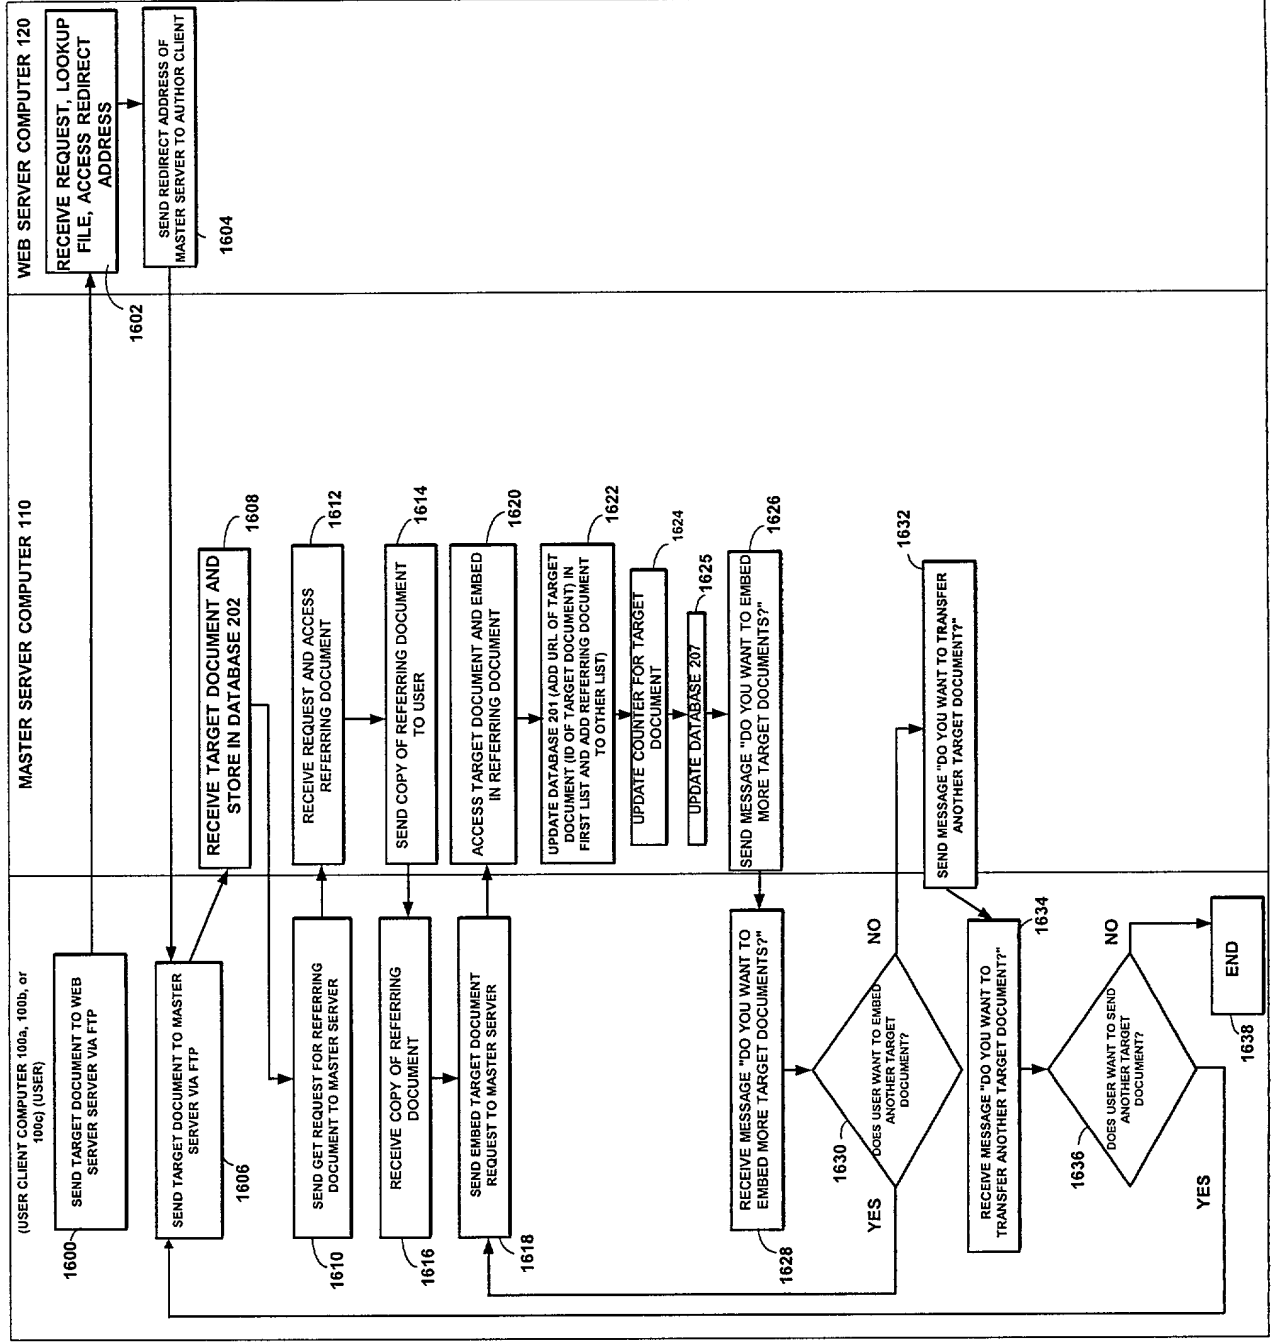 (USER CLIENT COMPUTER 100a, 100b, or
100c) (USER)
MASTER SERVER COMPUTER 110
WEB SERVER COMPUTER 120
SEND TARGET DOCUMENT TO WEB
SERVER SERVER VIA FTP
1600
RECEIVE REQUEST, LOOKUP
FILE, ACCESS REDIRECT
ADDRESS
1602
SEND REDIRECT ADDRESS OF
MASTER SERVER TO AUTHOR CLIENT
1604
SEND TARGET DOCUMENT TO MASTER
SERVER VIA FTP
1606
RECEIVE TARGET DOCUMENT AND
STORE IN DATABASE 202
1608
SEND GET REQUEST FOR REFERRING
DOCUMENT TO MASTER SERVER
1610
RECEIVE REQUEST AND ACCESS
REFERRING DOCUMENT
1612
SEND COPY OF REFERRING DOCUMENT
TO USER
1614
RECEIVE COPY OF REFERRING
DOCUMENT
1616
SEND EMBED TARGET DOCUMENT
REQUEST TO MASTER SERVER
1618
ACCESS TARGET DOCUMENT AND EMBED
IN REFERRING DOCUMENT
1620
UPDATE DATABASE 201 (ADD URL OF TARGET
DOCUMENT (ID OF TARGET DOCUMENT) IN
FIRST LIST AND ADD REFERRING DOCUMENT
TO OTHER LIST)
1622
UPDATE COUNTER FOR TARGET
DOCUMENT
1624
UPDATE DATABASE 207
1625
SEND MESSAGE "DO YOU WANT TO EMBED
MORE TARGET DOCUMENTS?"
1626
RECEIVE MESSAGE "DO YOU WANT TO
EMBED MORE TARGET DOCUMENTS?"
1628
DOES USER WANT TO EMBED
ANOTHER TARGET
DOCUMENT?
1630
YES
NO
SEND MESSAGE "DO YOU WANT TO TRANSFER
ANOTHER TARGET DOCUMENT?"
1632
RECEIVE MESSAGE "DO YOU WANT TO
TRANSFER ANOTHER TARGET DOCUMENT?"
1634
DOES USER WANT TO SEND
ANOTHER TARGET
DOCUMENT?
1636
YES
NO
END
1638